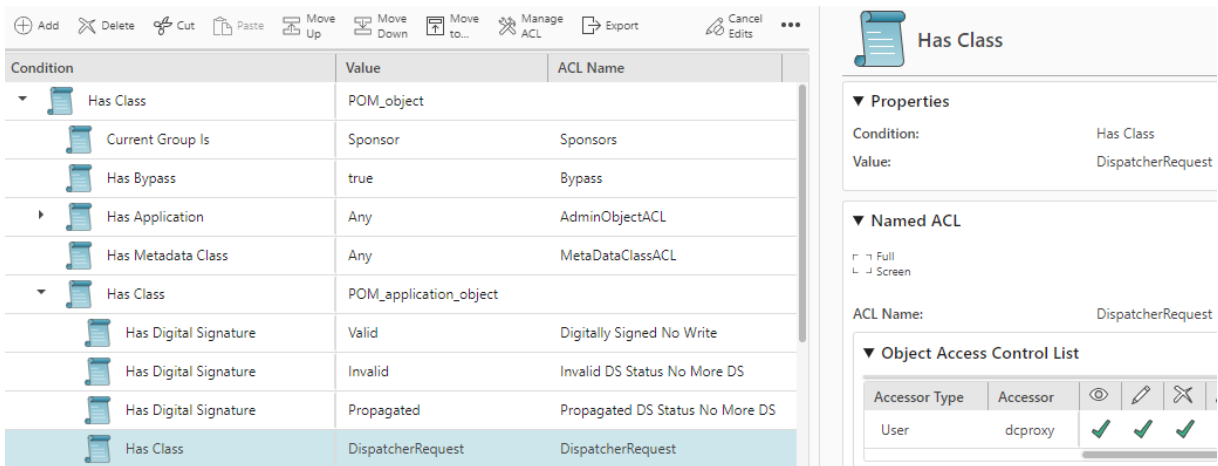 Add Delete Cut Paste Move Up Move Down Move to... Manage ACL Export Cancel Edits •••
Condition Value ACL Name
Has Class POM_object
Current Group Is Sponsor Sponsors
Has Bypass true Bypass
Has Application Any AdminObjectACL
Has Metadata Class Any MetaDataClassACL
Has Class POM_application_object
Has Digital Signature Valid Digitally Signed No Write
Has Digital Signature Invalid Invalid DS Status No More DS
Has Digital Signature Propagated Propagated DS Status No More DS
Has Class DispatcherRequest DispatcherRequest
Has Class
Properties
Condition: Has Class
Value: DispatcherRequest
Named ACL
Full
Screen
ACL Name: DispatcherRequest
Object Access Control List
Accessor Type Accessor
User dcproxy